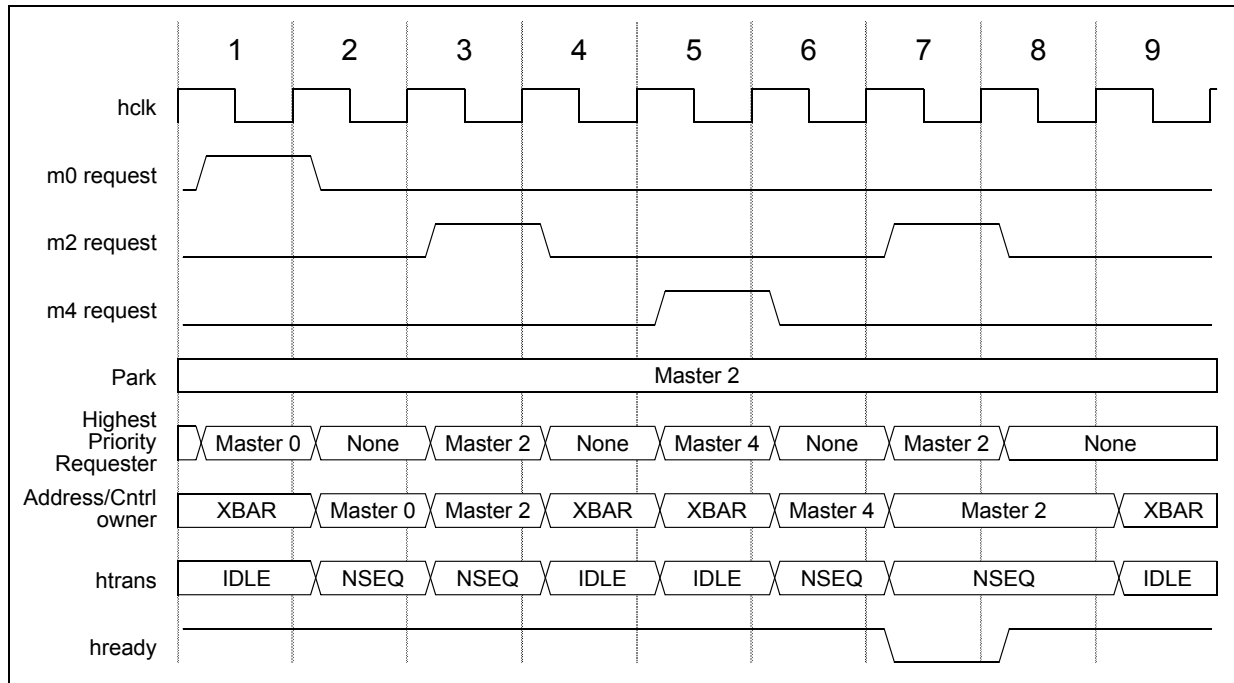 1 2 3 4 5 6 7 8 9
hclk
m0 request
m2 request
m4 request
Park Master 2
Highest
Priority
Requester
Master 0 None Master 2 None Master 4 None Master 2 None
Address/Cntrl
owner
XBAR Master 0 Master 2 XBAR XBAR Master 4 Master 2 XBAR
htrans IDLE NSEQ NSEQ IDLE IDLE NSEQ NSEQ IDLE
hready